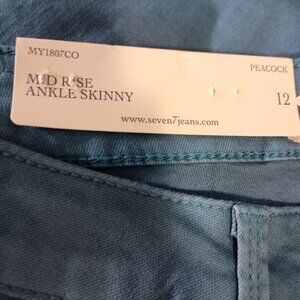 MY1807CO
PEACOCK
MID RISE
ANKLE SKINNY
12
www.seven7jeans.com